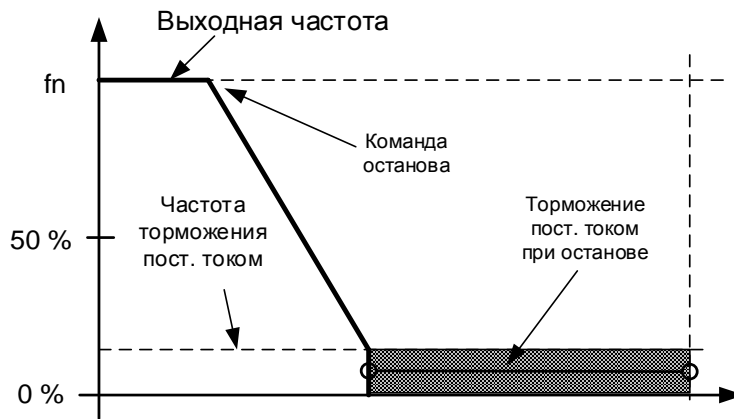 Выходная частота
fn
Команда
останова
Частота
торможения
пост. током
Торможение
пост. током
при останове
50 %
0 %